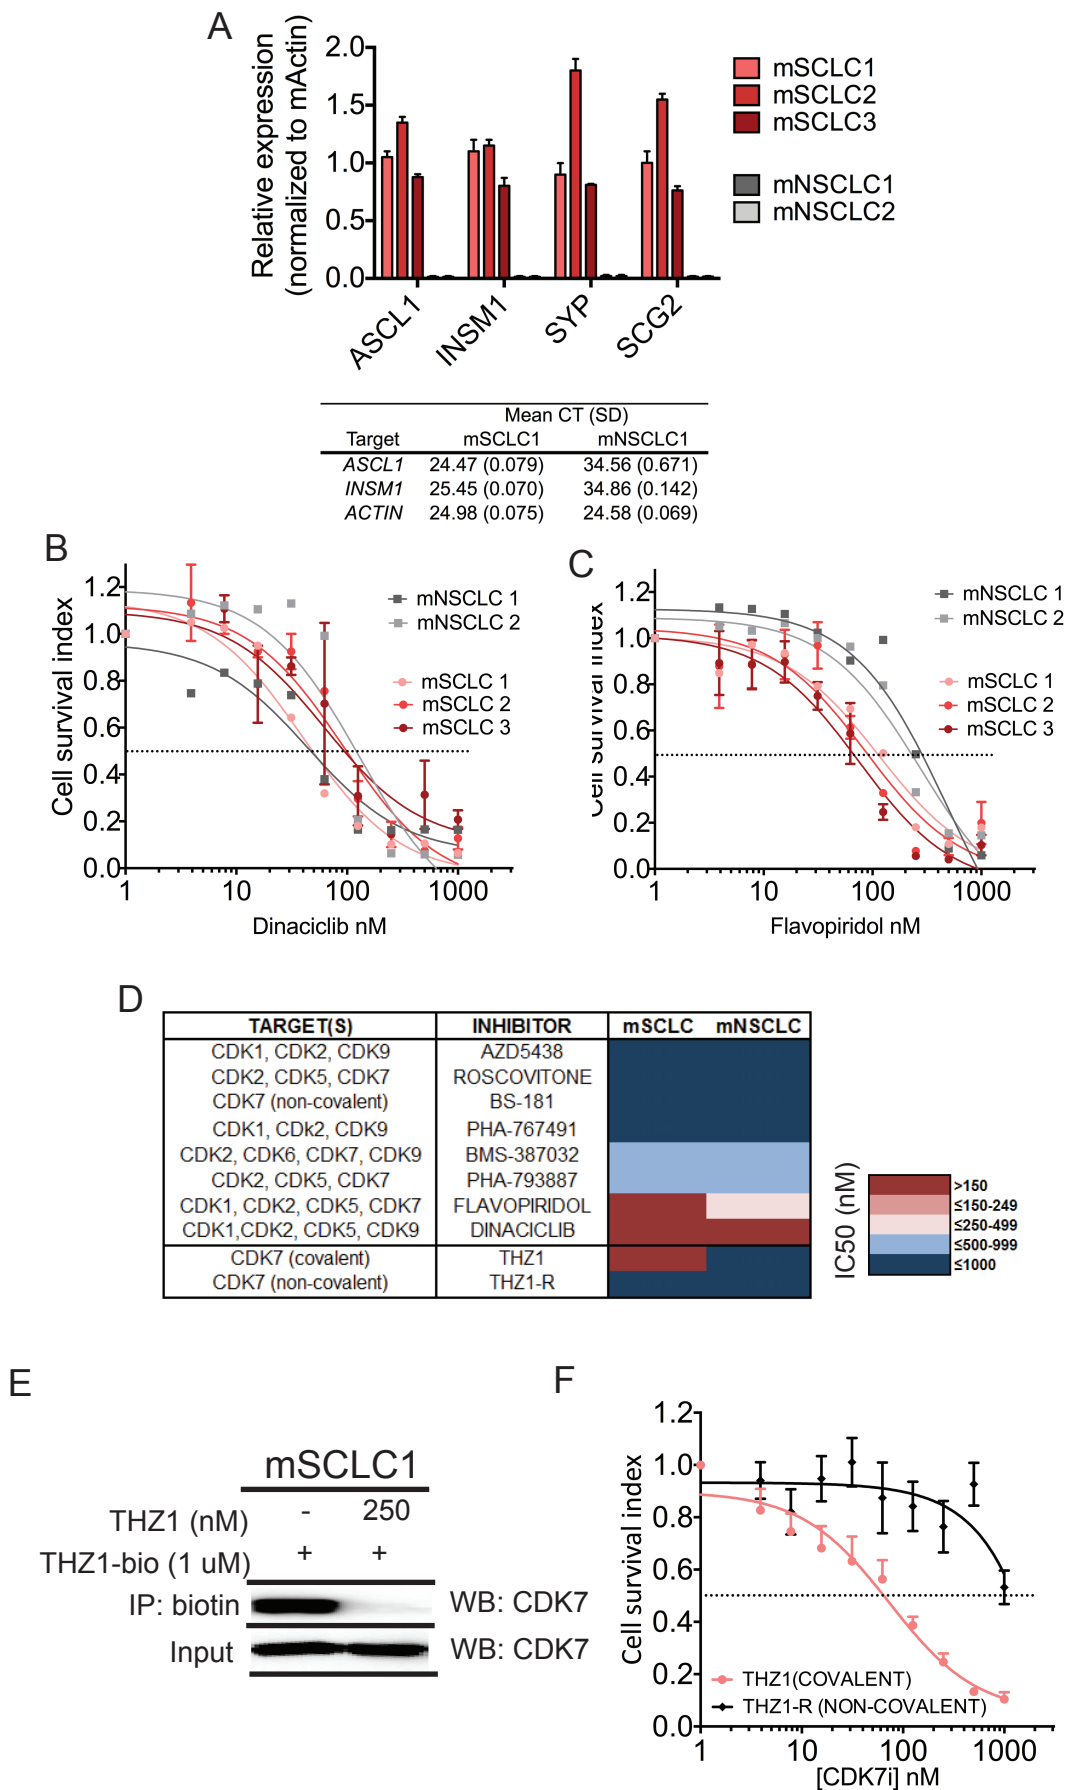 A
Relative expression
(normalized to mActin)
2.0
1.5
1.0
0.5
0.0
ASCL1
INSM1
SYP
SCG2
mSCLC1
mSCLC2
mSCLC3
mNSCLC1
mNSCLC2
Mean CT (SD)
Target mSCLC1 mNSCLC1
ASCL1 24.47 (0.079) 34.56 (0.671)
INSM1 25.45 (0.070) 34.86 (0.142)
ACTIN 24.98 (0.075) 24.58 (0.069)
B
Cell survival index
1.2
1.0
0.8
0.6
0.4
0.2
0.0
1 10 100 1000
Dinaciclib nM
mNSCLC 1
mNSCLC 2
mSCLC 1
mSCLC 2
mSCLC 3
C
Cell survival index
1.2
1.0
0.8
0.6
0.4
0.2
0.0
1 10 100 1000
Flavopiridol nM
mNSCLC 1
mNSCLC 2
mSCLC 1
mSCLC 2
mSCLC 3
D
TARGET(S) INHIBITOR mSCLC mNSCLC
CDK1, CDK2, CDK9 AZD5438
CDK2, CDK5, CDK7 ROSCOVITONE
CDK7 (non-covalent) BS-181
CDK1, CDk2, CDK9 PHA-767491
CDK2, CDK6, CDK7, CDK9 BMS-387032
CDK2, CDK5, CDK7 PHA-793887
CDK1, CDK2, CDK5, CDK7 FLAVOPIRIDOL
CDK1,CDK2, CDK5, CDK9 DINACICLIB
CDK7 (covalent) THZ1
CDK7 (non-covalent) THZ1-R
IC50 (nM)
>150
≤150-249
≤250-499
≤500-999
≤1000
E
mSCLC1
THZ1 (nM) - 250
THZ1-bio (1 uM) + +
IP: biotin WB: CDK7
Input WB: CDK7
F
Cell survival index
1.2
1.0
0.8
0.6
0.4
0.2
0.0
THZ1(COVALENT)
THZ1-R (NON-COVALENT)
1 10 100 1000
[CDK7i] nM